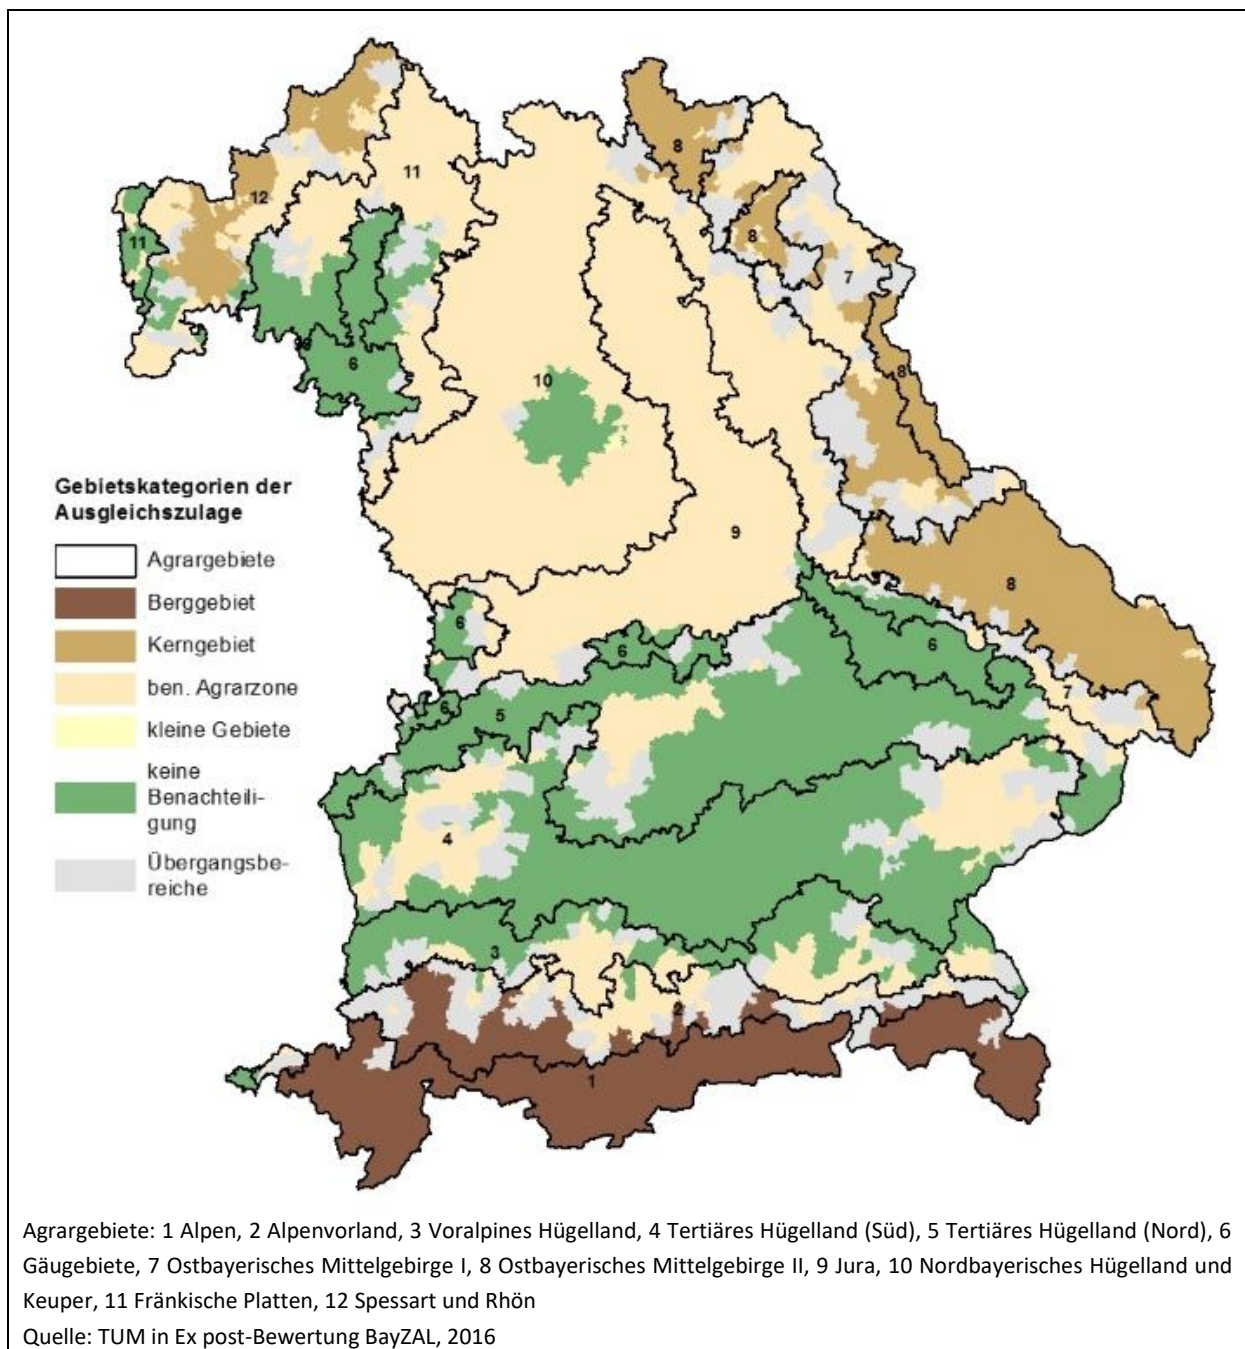 8
11
12
8
11
7
8
6
10
9
8
6
6
6
7
6
5
4
3
2
1
Gebietskategorien der
Ausgleichszulage
Agrargebiete
Berggebiet
Kerngebiet
ben. Agrarzone
kleine Gebiete
keine
Benachteili-
gung
Übergangsbe-
reiche
Agrargebiete: 1 Alpen, 2 Alpenvorland, 3 Voralpines Hügelland, 4 Tertiäres Hügelland (Süd), 5 Tertiäres Hügelland (Nord), 6
Gäugebiete, 7 Ostbayerisches Mittelgebirge I, 8 Ostbayerisches Mittelgebirge II, 9 Jura, 10 Nordbayerisches Hügelland und
Keuper, 11 Fränkische Platten, 12 Spessart und Rhön
Quelle: TUM in Ex post-Bewertung BayZAL, 2016